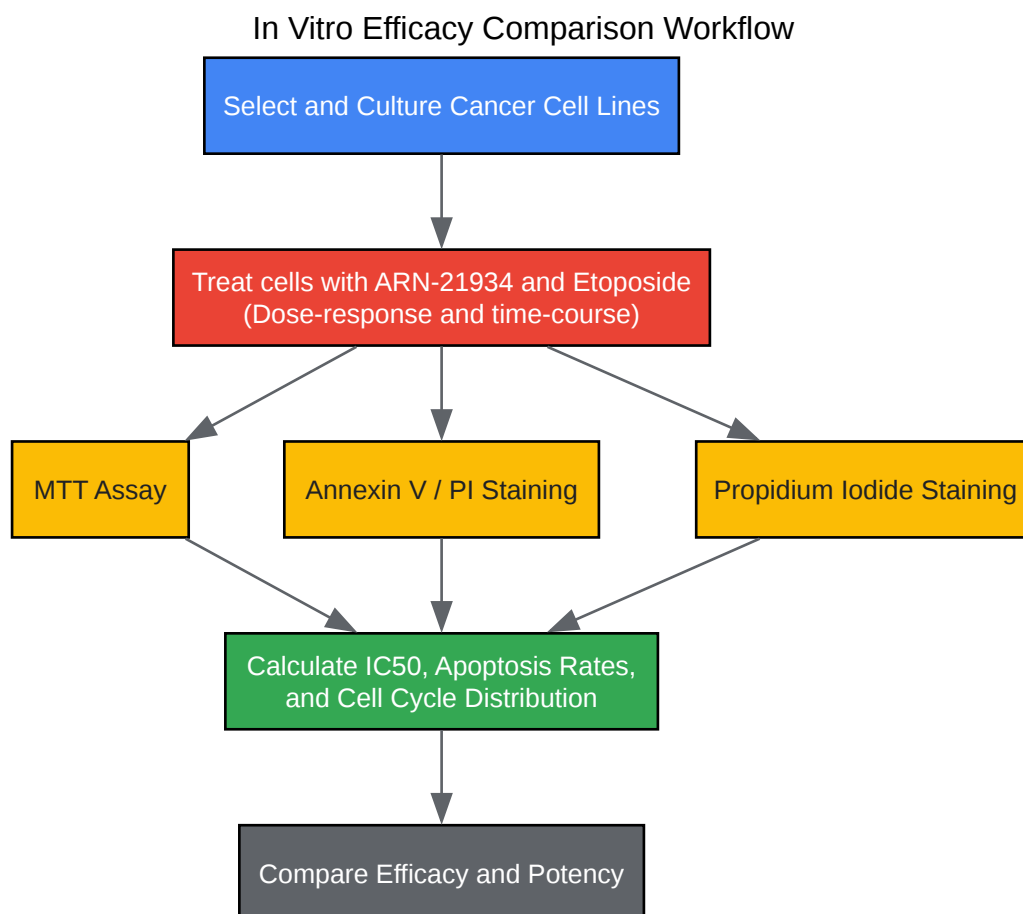 In Vitro Efficacy Comparison Workflow
Select and Culture Cancer Cell Lines
Treat cells with ARN-21934 and Etoposide
(Dose-response and time-course)
MTT Assay
Annexin V / PI Staining
Propidium Iodide Staining
Calculate IC50, Apoptosis Rates,
and Cell Cycle Distribution
Compare Efficacy and Potency